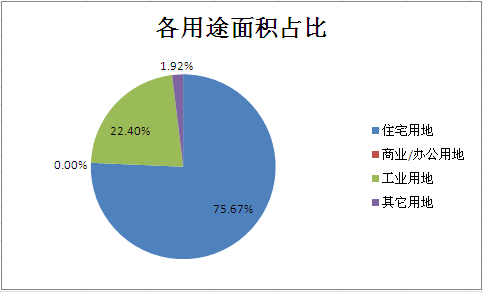 各用途面积占比
1.92%
22.40%
0.00%
75.67%
住宅用地
商业/办公用地
工业用地
其它用地